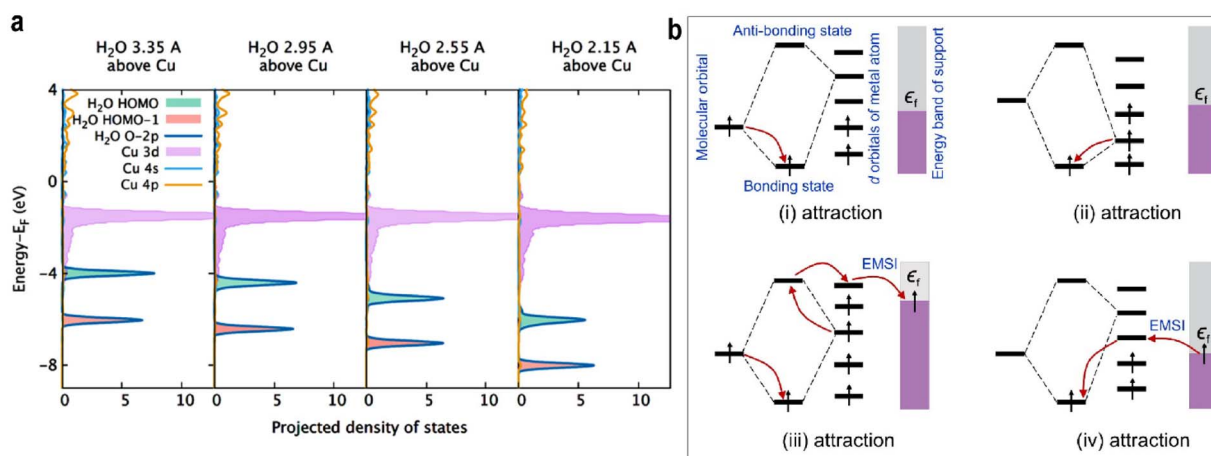 a
H₂O 3.35 A
above Cu
H₂O 2.95 A
above Cu
H₂O 2.55 A
above Cu
H₂O 2.15 A
above Cu
H₂O HOMO
H₂O HOMO-1
H₂O O-2p
Cu 3d
Cu 4s
Cu 4p
Energy-E_F (eV)
4
0
-4
-8
0 5 10
0 5 10
0 5 10
0 5 10
Projected density of states
b
Molecular orbital
Anti-bonding state
Bonding state
d orbitals of metal atom
Energy band of support
ϵf
(i) attraction
ϵf
(ii) attraction
EMSI
ϵf
(iii) attraction
EMSI
ϵf
(iv) attraction